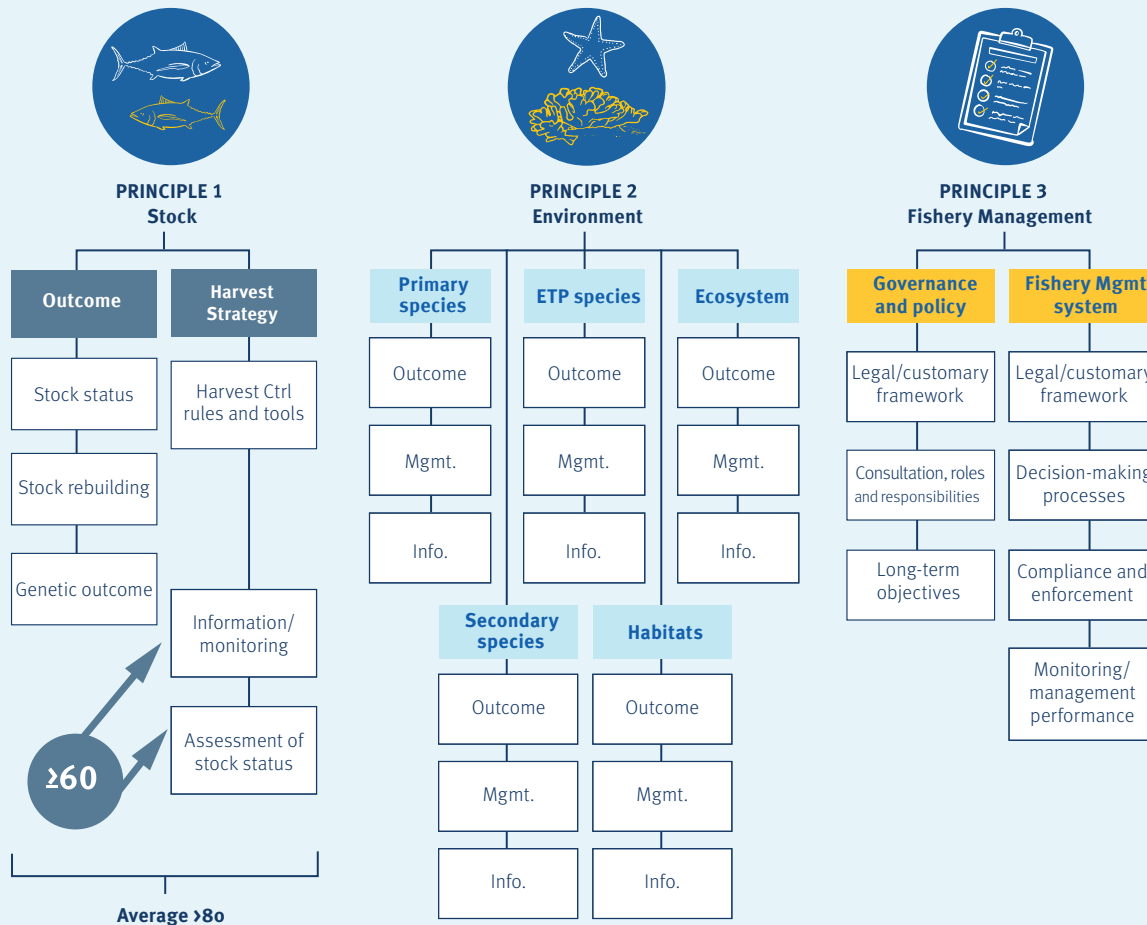 PRINCIPLE 1
Stock
Outcome
Harvest
Strategy
Stock status
Stock rebuilding
Genetic outcome
Harvest Ctrl
rules and tools
Information/
monitoring
Assessment of
stock status
≥60
Average >80
PRINCIPLE 2
Environment
Primary
species
Outcome
Mgmt.
Info.
ETP species
Outcome
Mgmt.
Info.
Ecosystem
Outcome
Mgmt.
Info.
Secondary
species
Outcome
Mgmt.
Info.
Habitats
Outcome
Mgmt.
Info.
PRINCIPLE 3
Fishery Management
Governance
and policy
Legal/customary
framework
Consultation, roles
and responsibilities
Long-term
objectives
Fishery Mgmt
system
Legal/customary
framework
Decision-making
processes
Compliance and
enforcement
Monitoring/
management
performance